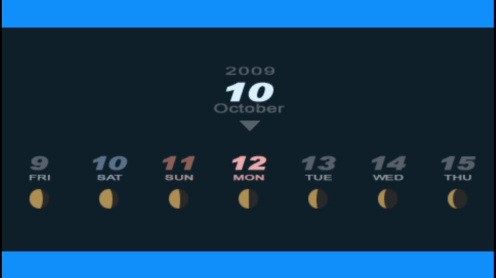 2009
10
October
9 10 11 12 13 14 15
FRI SAT SUN MON TUE WED THU